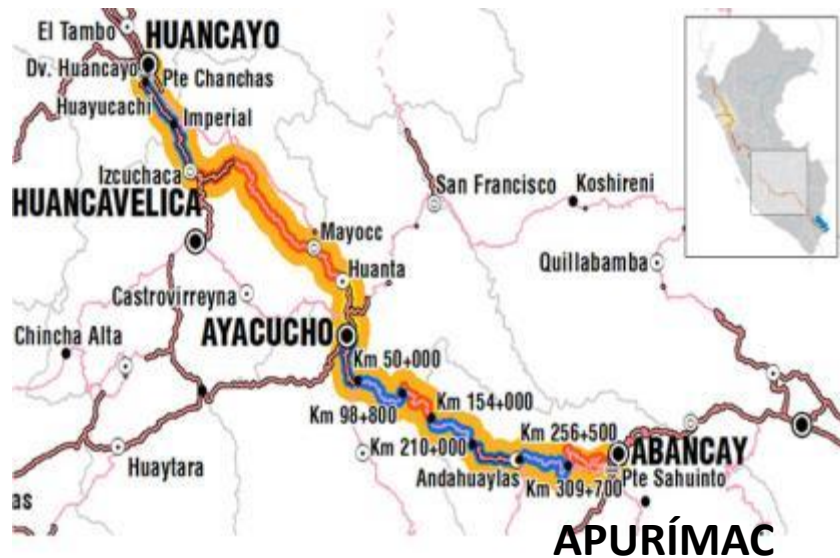 El Tambo
HUANCAYO
Dv. Huancayo
Pte Chanchas
Huayucachi
Imperial
Izcuchaca
San Francisco
Koshireni
HUANCAVELICA
Mayocc
Huanta
Quillabamba
Castrovirreyna
AYACUCHO
Chincha Alta
Km 50+000
Km 98+800
Km 154+000
Km 210+000
Km 256+500
ABANCAY
Huaytara
Andahuaylas
Km 309+700
Pte Sahuinto
as
APURÍMAC